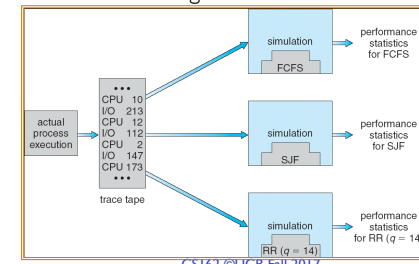 actual
process
execution
• • •
CPU 10
I/O 213
CPU 12
I/O 112
CPU 2
I/O 147
CPU 173
• • •
trace tape
simulation
FCFS
performance
statistics
for FCFS
simulation
SJF
performance
statistics
for SJF
simulation
RR (q = 14)
performance
statistics
for RR (q = 14
CS162 ©UCB Fall 2017